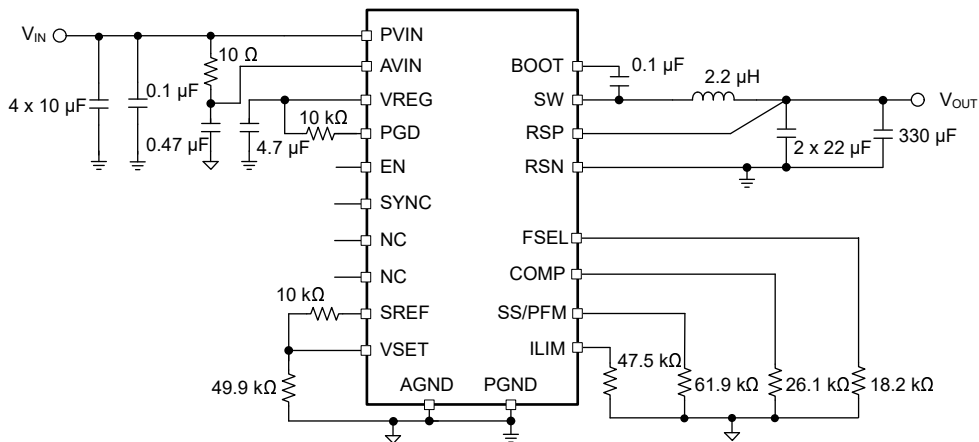 V_IN
4 x 10 µF
0.1 µF
10 Ω
0.47 µF
4.7 µF
10 kΩ
PVIN
AVIN
VREG
PGD
EN
SYNC
NC
NC
SREF
VSET
10 kΩ
49.9 kΩ
AGND
PGND
BOOT
SW
RSP
RSN
FSEL
COMP
SS/PFM
ILIM
0.1 µF
2.2 µH
V_OUT
2 x 22 µF
330 µF
47.5 kΩ
61.9 kΩ
26.1 kΩ
18.2 kΩ